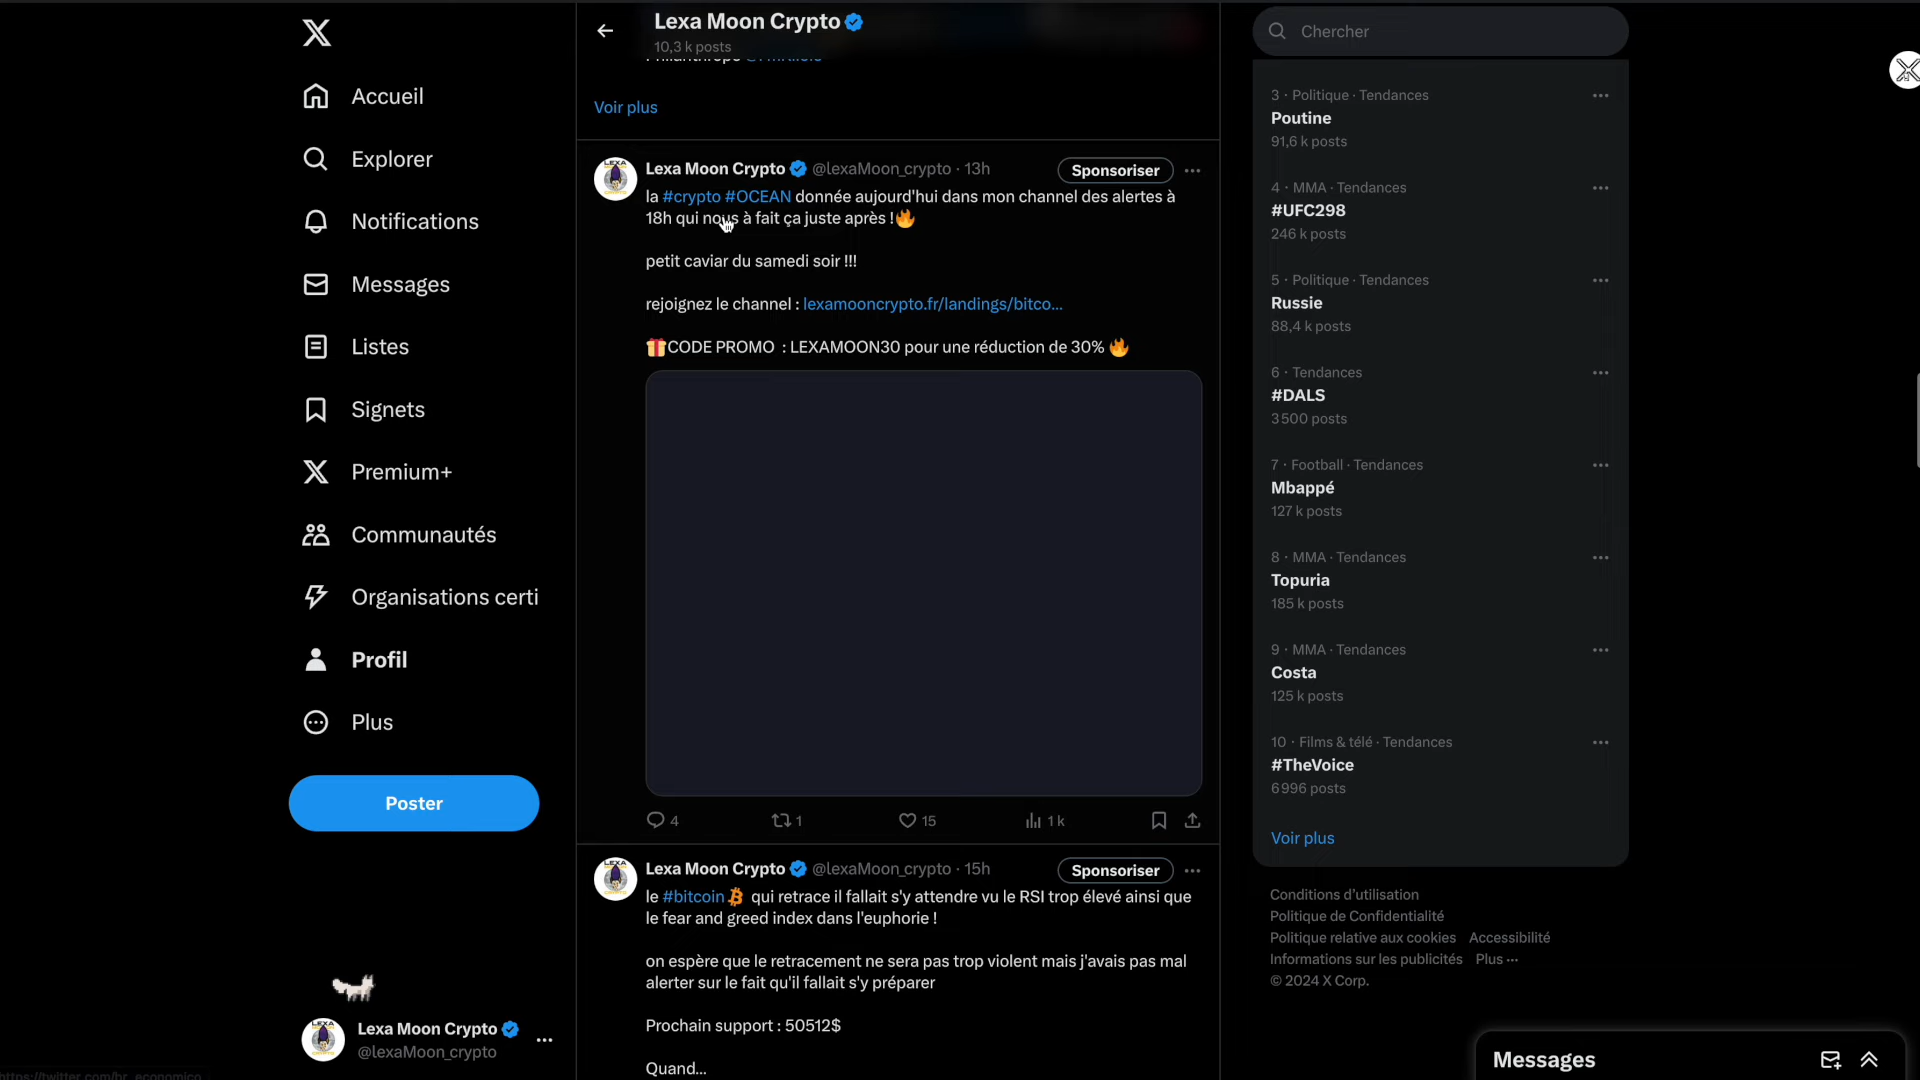 Lexa Moon Crypto
10,3 k posts
Voir plus
Accueil
Explorer
Notifications
Messages
Listes
Signets
Premium+
Communautés
Organisations certi
Profil
Plus
Poster
Lexa Moon Crypto
@lexaMoon_crypto
Lexa Moon Crypto @lexaMoon_crypto · 13h
Sponsoriser
la #crypto #OCEAN donnée aujourd'hui dans mon channel des alertes à
18h qui nous à fait ça juste après !🔥
petit caviar du samedi soir !!!
rejoignez le channel : lexamooncrypto.fr/landings/bitco...
🎁CODE PROMO : LEXAMOON30 pour une réduction de 30% 🔥
4
1
15
1 k
Lexa Moon Crypto @lexaMoon_crypto · 15h
Sponsoriser
le #bitcoin qui retrace il fallait s'y attendre vu le RSI trop élevé ainsi que
le fear and greed index dans l'euphorie !
on espère que le retracement ne sera pas trop violent mais j'avais pas mal
alerter sur le fait qu'il fallait s'y préparer
Prochain support : 50512$
Quand...
Chercher
3 · Politique · Tendances
Poutine
91,6 k posts
4 · MMA · Tendances
#UFC298
246 k posts
5 · Politique · Tendances
Russie
88,4 k posts
6 · Tendances
#DALS
3 500 posts
7 · Football · Tendances
Mbappé
127 k posts
8 · MMA · Tendances
Topuria
185 k posts
9 · MMA · Tendances
Costa
125 k posts
10 · Films & télé · Tendances
#TheVoice
6 996 posts
Voir plus
Conditions d'utilisation
Politique de Confidentialité
Politique relative aux cookies Accessibilité
Informations sur les publicités Plus ···
© 2024 X Corp.
Messages